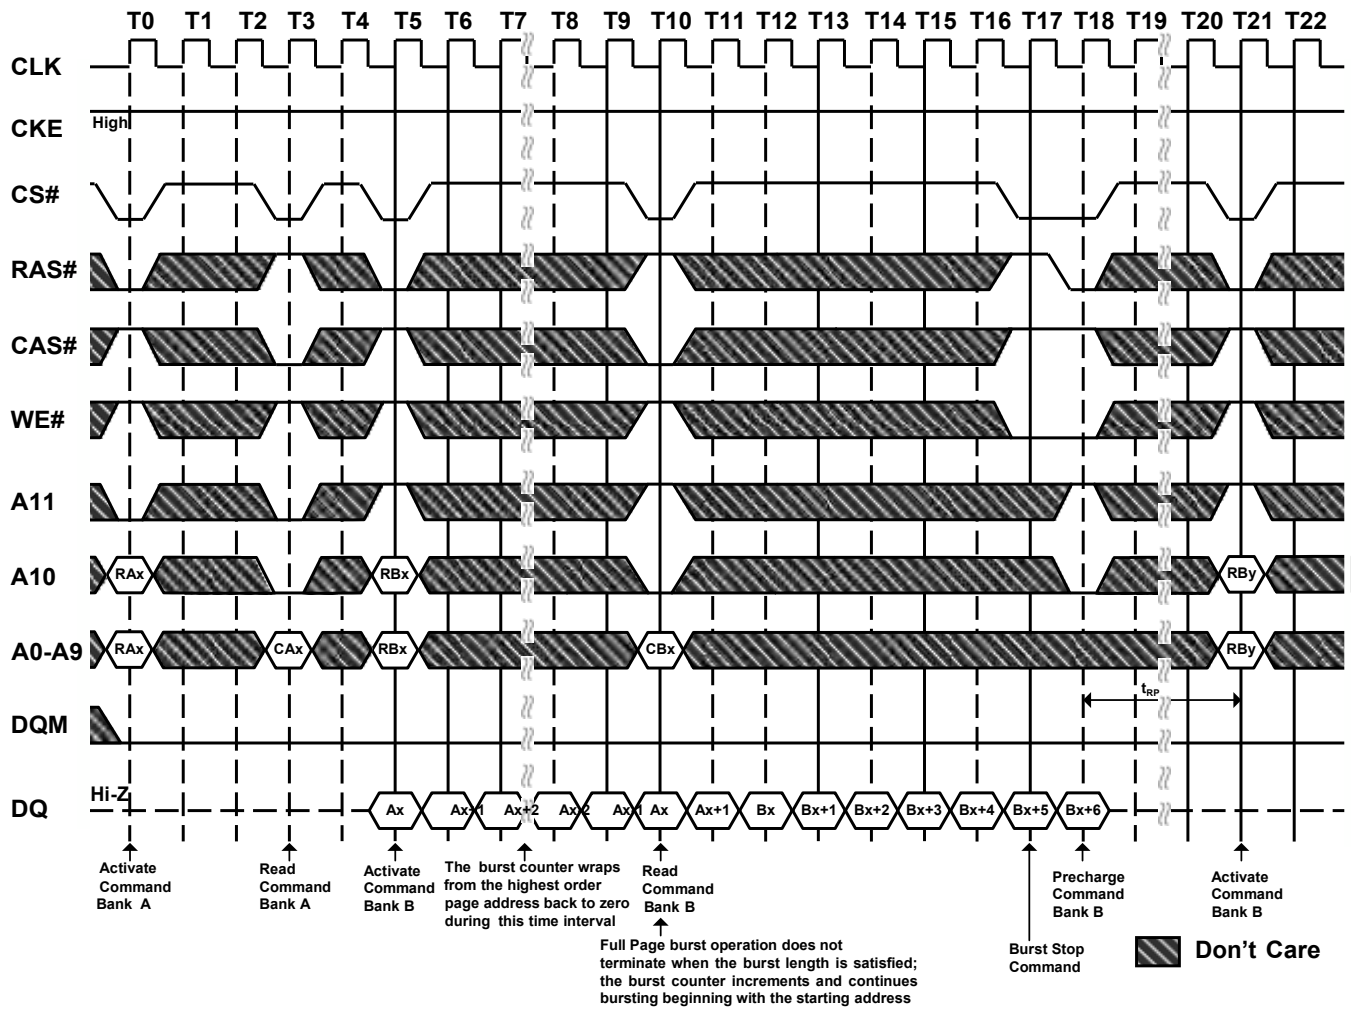 T0 T1 T2 T3 T4 T5 T6 T7 T8 T9 T10 T11 T12 T13 T14 T15 T16 T17 T18 T19 T20 T21 T22
CLK
CKE High
CS#
RAS#
CAS#
WE#
A11
A10 RAx RBx RBy
A0-A9 RAx CAx RBx CBx RBy
tRP
DQM
Hi-Z
DQ Ax Ax+1 Ax+2 Ax-2 Ax-1 Ax Ax+1 Bx Bx+1 Bx+2 Bx+3 Bx+4 Bx+5 Bx+6
Activate
Command
Bank A
Read
Command
Bank A
Activate
Command
Bank B
The burst counter wraps
from the highest order
page address back to zero
during this time interval
Read
Command
Bank B
Full Page burst operation does not
terminate when the burst length is satisfied;
the burst counter increments and continues
bursting beginning with the starting address
Burst Stop
Command
Precharge
Command
Bank B
Activate
Command
Bank B
Don't Care